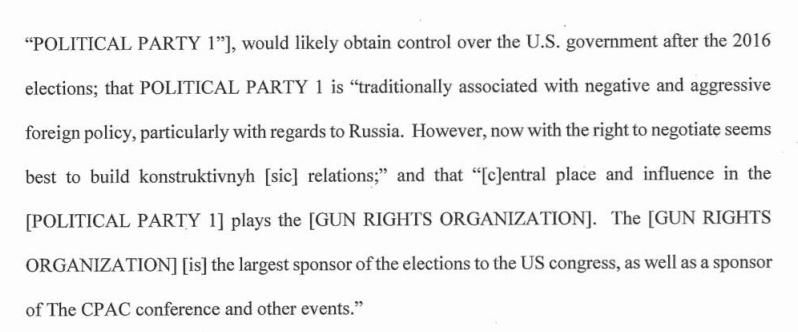 “POLITICAL PARTY 1”], would likely obtain control over the U.S. government after the 2016
elections; that POLITICAL PARTY 1 is “traditionally associated with negative and aggressive
foreign policy, particularly with regards to Russia. However, now with the right to negotiate seems
best to build konstruktivnyh [sic] relations;” and that “[c]entral place and influence in the
[POLITICAL PARTY 1] plays the [GUN RIGHTS ORGANIZATION]. The [GUN RIGHTS
ORGANIZATION] [is] the largest sponsor of the elections to the US congress, as well as a sponsor
of The CPAC conference and other events.”